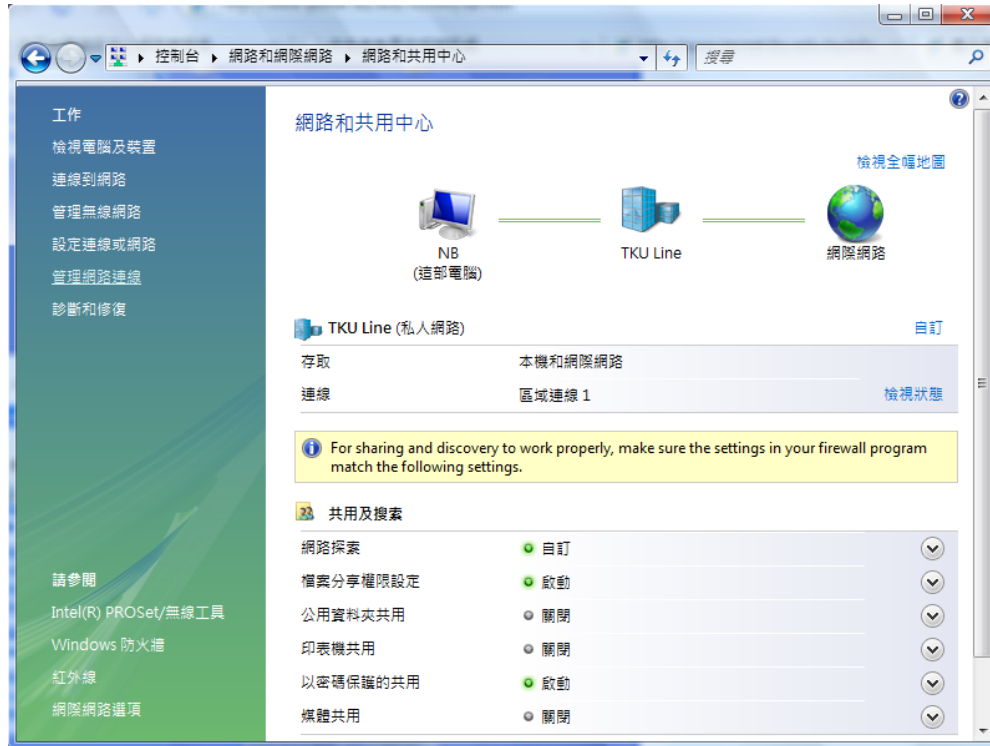 控制台 ▸ 網路和網際網路 ▸ 網路和共用中心
搜尋
工作
檢視電腦及裝置
連線到網路
管理無線網路
設定連線或網路
管理網路連線
診斷和修復
請參閱
Intel(R) PROSet/無線工具
Windows 防火牆
紅外線
網際網路選項
網路和共用中心
檢視全幅地圖
NB
(這部電腦)
TKU Line
網際網路
TKU Line (私人網路) 自訂
存取 本機和網際網路
連線 區域連線 1 檢視狀態
For sharing and discovery to work properly, make sure the settings in your firewall program
match the following settings.
共用及搜索
網路探索 自訂
檔案分享權限設定 啟動
公用資料夾共用 關閉
印表機共用 關閉
以密碼保護的共用 啟動
媒體共用 關閉